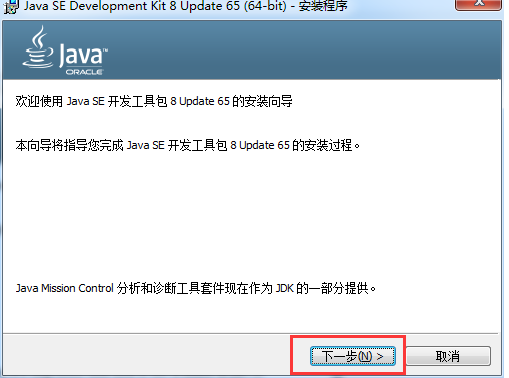 Java SE Development Kit 8 Update 65 (64-bit) - 安装程序
Java™
ORACLE
欢迎使用 Java SE 开发工具包 8 Update 65 的安装向导
本向导将指导您完成 Java SE 开发工具包 8 Update 65 的安装过程。
Java Mission Control 分析和诊断工具套件现在作为 JDK 的一部分提供。
下一步(N) > 取消